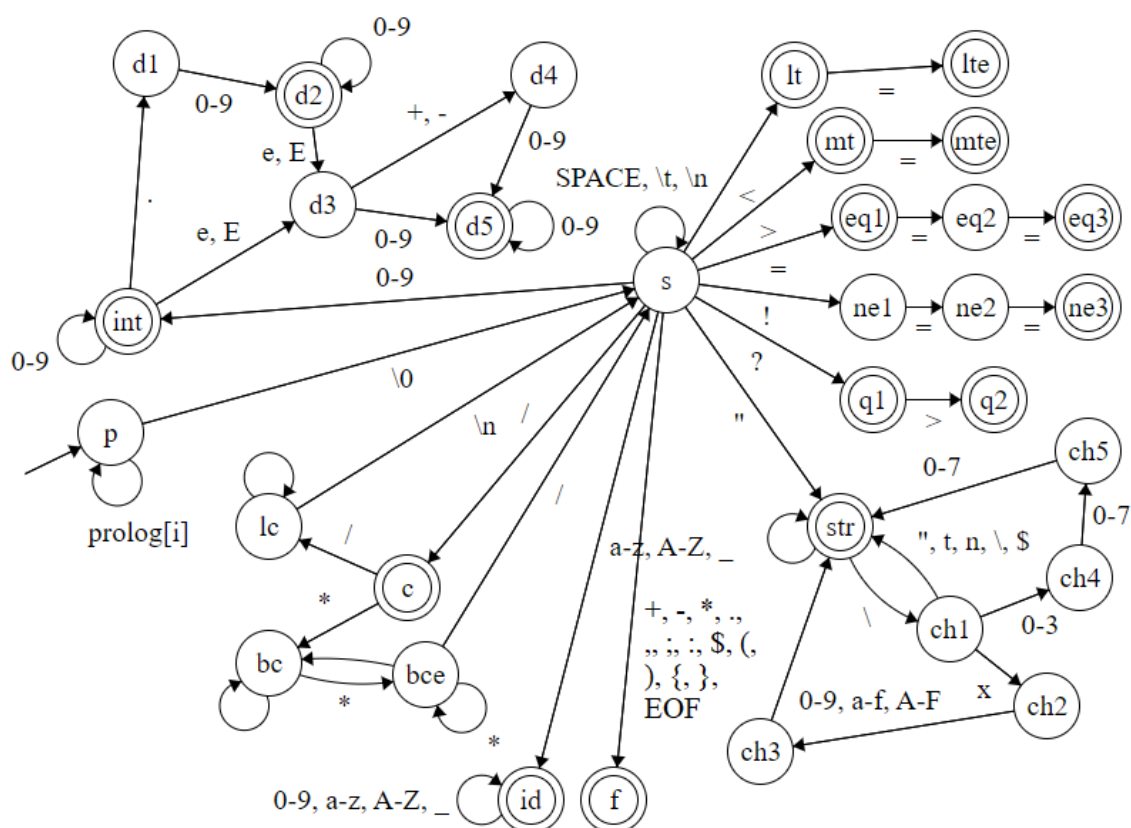 0-9
d1
d2
0-9
e, E
+, -
d4
0-9
d3
.
e, E
0-9
d5
0-9
0-9
int
0-9
lt
=
lte
mt
=
mte
SPACE, \t, \n
<
eq1
=
eq2
=
eq3
>
s
=
ne1
=
ne2
=
ne3
!
?
q1
>
q2
"
\0
p
prolog[i]
\n
/
lc
/
/
c
*
bc
*
bce
*
a-z, A-Z, _
+, -, *, .,
,, ;, :, $, (,
), {, },
EOF
0-9, a-z, A-Z, _
id
f
0-7
ch5
0-7
str
", t, n, \, $
ch4
\
ch1
0-3
x
0-9, a-f, A-F
ch2
ch3